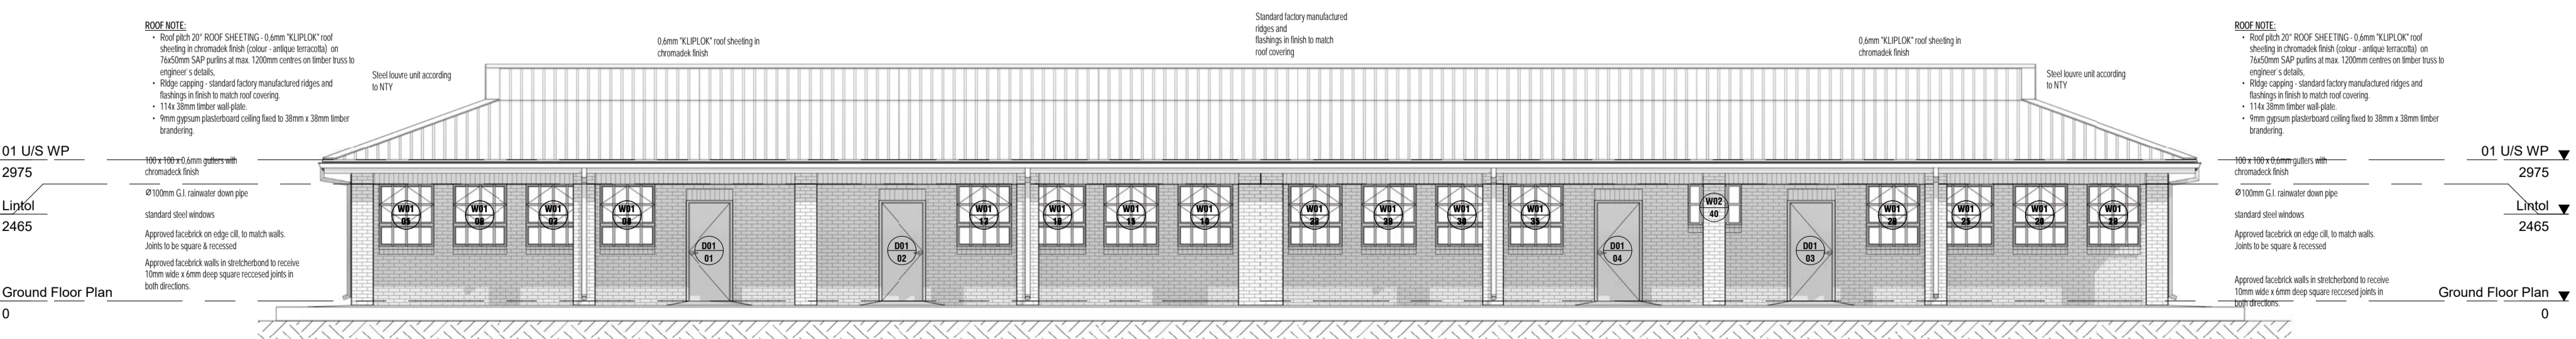 ROOF NOTE:
• Roof pitch 20° ROOF SHEETING - 0,6mm "KLIPLOK" roof
sheeting in chromadek finish (colour - antique terracotta) on
76x50mm SAP purlins at max. 1200mm centres on timber truss to
engineer`s details,
• RIdge capping - standard factory manufactured ridges and
flashings in finish to match roof covering.
• 114x 38mm timber wall-plate.
• 9mm gypsum plasterboard ceiling fixed to 38mm x 38mm timber
brandering.
Steel louvre unit according
to NTY
0,6mm "KLIPLOK" roof sheeting in
chromadek finish
Standard factory manufactured
ridges and
flashings in finish to match
roof covering
0,6mm "KLIPLOK" roof sheeting in
chromadek finish
Steel louvre unit according
to NTY
ROOF NOTE:
• Roof pitch 20° ROOF SHEETING - 0,6mm "KLIPLOK" roof
sheeting in chromadek finish (colour - antique terracotta) on
76x50mm SAP purlins at max. 1200mm centres on timber truss to
engineer`s details,
• RIdge capping - standard factory manufactured ridges and
flashings in finish to match roof covering.
• 114x 38mm timber wall-plate.
• 9mm gypsum plasterboard ceiling fixed to 38mm x 38mm timber
brandering.
01 U/S WP
2975
Lintol
2465
Ground Floor Plan
0
100 x 100 x 0,6mm gutters with
chromadeck finish
Ø100mm G.I. rainwater down pipe
standard steel windows
Approved facebrick on edge cill, to match walls.
Joints to be square & recessed
Approved facebrick walls in stretcherbond to receive
10mm wide x 6mm deep square reccesed joints in
both directions.
W01
W01
W01
W01
D01
01
D01
02
W01
W01
W01
W01
W01
W01
W01
W01
D01
04
W02
40
D01
03
W01
W01
W01
W01
100 x 100 x 0,6mm gutters with
chromadeck finish
Ø100mm G.I. rainwater down pipe
standard steel windows
Approved facebrick on edge cill, to match walls.
Joints to be square & recessed
Approved facebrick walls in stretcherbond to receive
10mm wide x 6mm deep square reccesed joints in
both directions.
01 U/S WP
2975
Lintol
2465
Ground Floor Plan
0